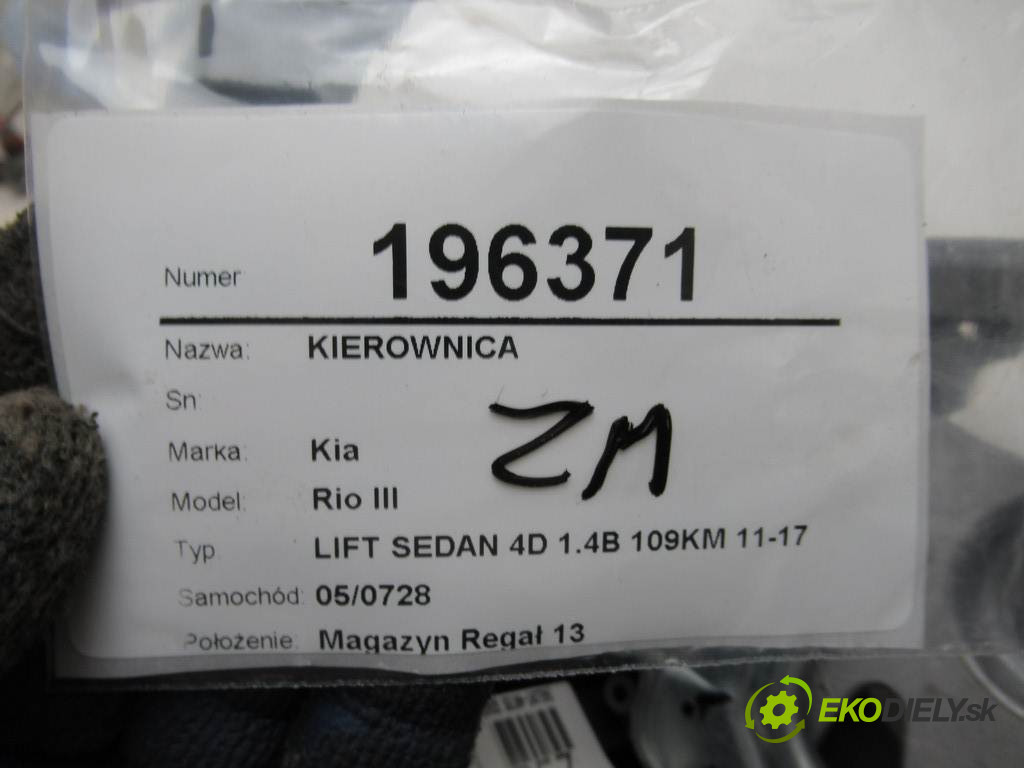 Numer 196371
Nazwa: KIEROWNICA
Sn:
ZM
Marka: Kia
Model: Rio III
Typ LIFT SEDAN 4D 1.4B 109KM 11-17
Samochód: 05/0728
Położenie: Magazyn Regał 13
EKODIELY.sk